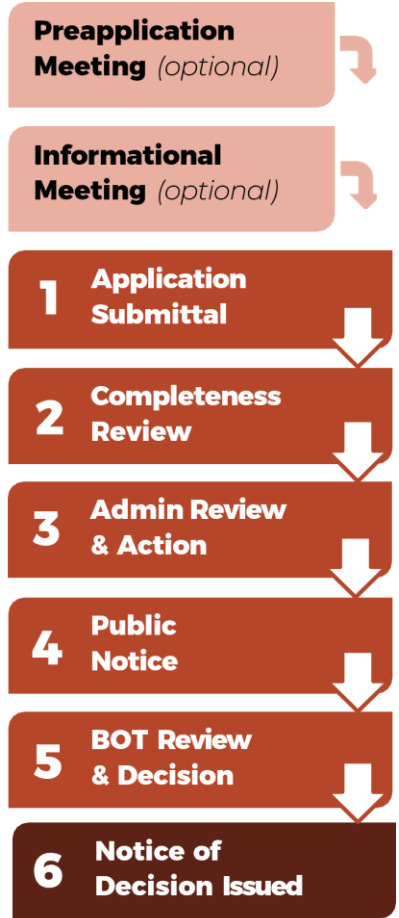 Preapplication
Meeting (optional)
Informational
Meeting (optional)
1 Application
Submittal
2 Completeness
Review
3 Admin Review
& Action
4 Public
Notice
5 BOT Review
& Decision
6 Notice of
Decision Issued